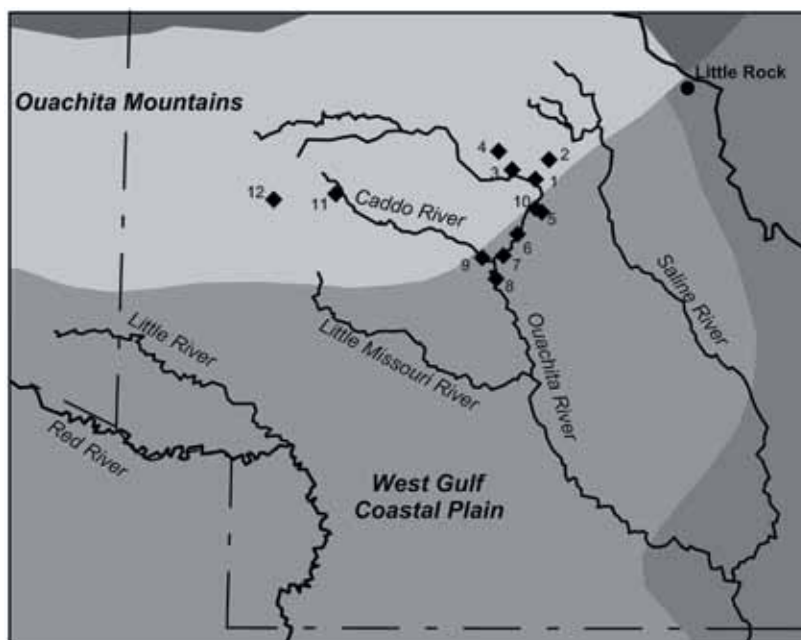 Little Rock
Ouachita Mountains
4
2
3
1
12
11
Caddo River
10
5
6
9
7
8
Saline River
Little River
Little Missouri River
Ouachita River
Red River
West Gulf
Coastal Plain